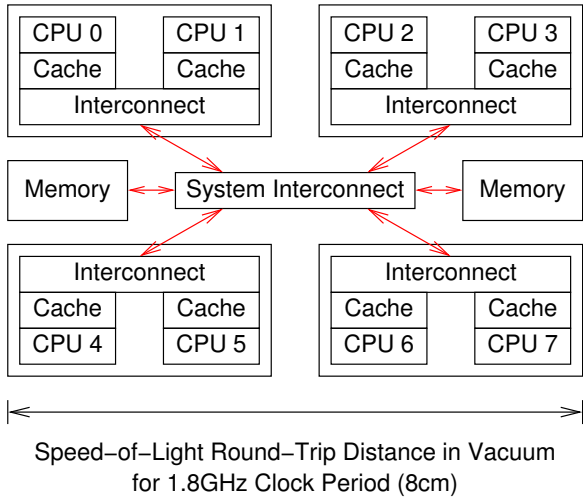 CPU 0 CPU 1 CPU 2 CPU 3
Cache Cache Cache Cache
Interconnect Interconnect
Memory System Interconnect Memory
Interconnect Interconnect
Cache Cache Cache Cache
CPU 4 CPU 5 CPU 6 CPU 7
Speed−of−Light Round−Trip Distance in Vacuum
for 1.8GHz Clock Period (8cm)